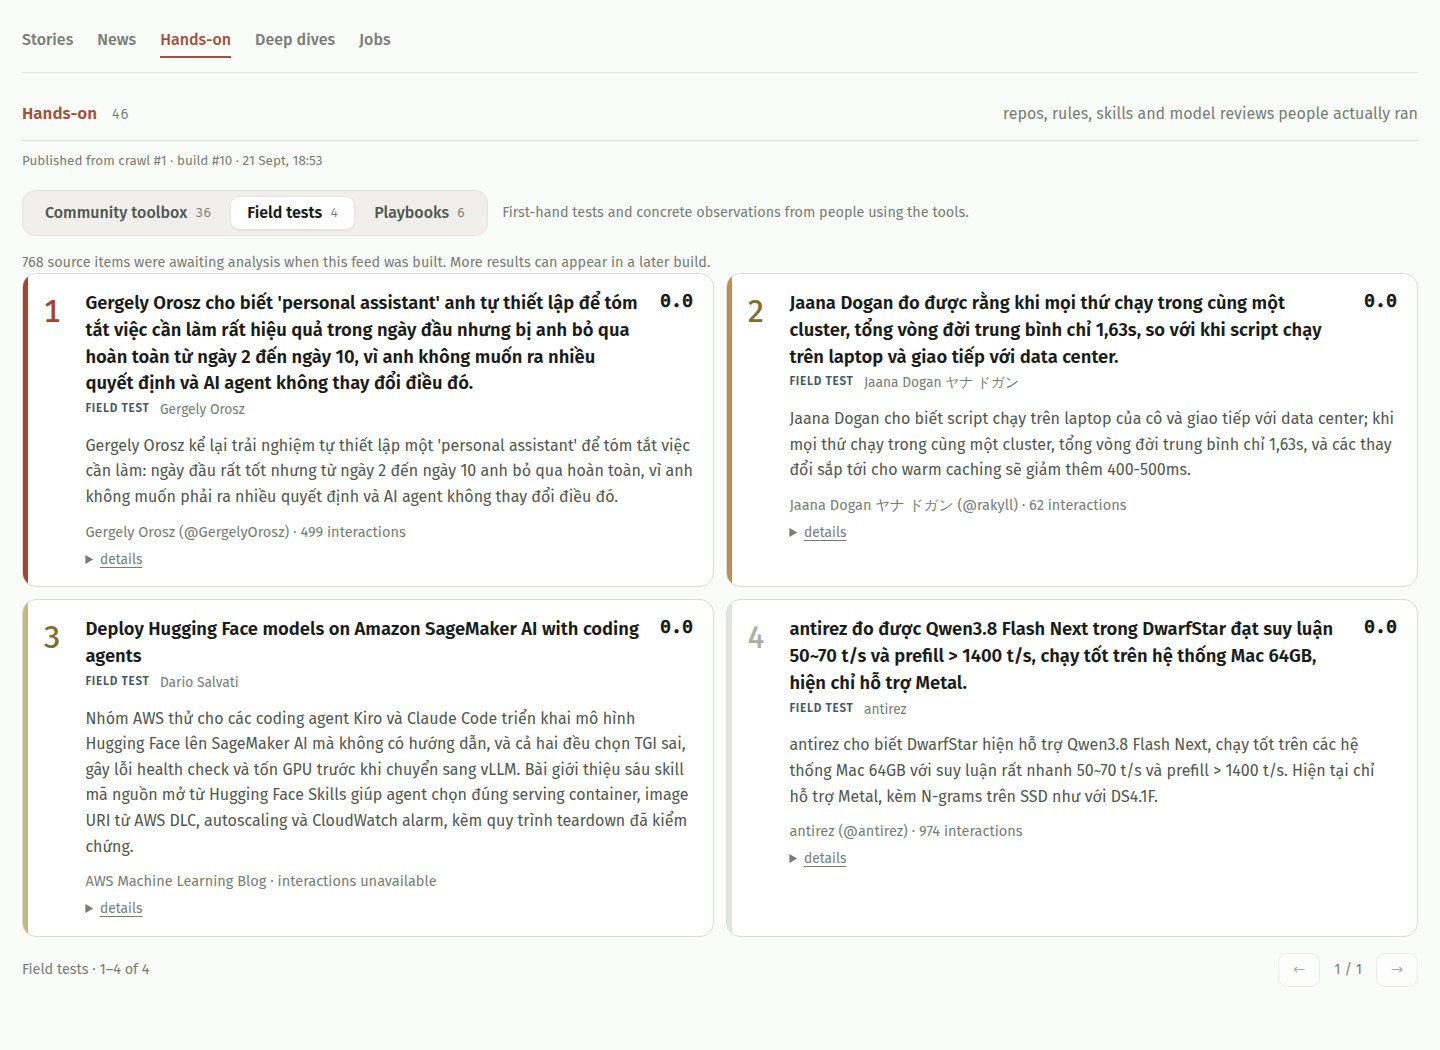 Stories News Hands-on Deep dives Jobs
Hands-on 46 repos, rules, skills and model reviews people actually ran
Published from crawl #1 · build #10 · 21 Sept, 18:53
Community toolbox 36 Field tests 4 Playbooks 6 First-hand tests and concrete observations from people using the tools.
768 source items were awaiting analysis when this feed was built. More results can appear in a later build.
1 Gergely Orosz cho biết 'personal assistant' anh tự thiết lập để tóm 0.0
tắt việc cần làm rất hiệu quả trong ngày đầu nhưng bị anh bỏ qua
hoàn toàn từ ngày 2 đến ngày 10, vì anh không muốn ra nhiều
quyết định và AI agent không thay đổi điều đó.
FIELD TEST Gergely Orosz
Gergely Orosz kể lại trải nghiệm tự thiết lập một 'personal assistant' để tóm tắt việc
cần làm: ngày đầu rất tốt nhưng từ ngày 2 đến ngày 10 anh bỏ qua hoàn toàn, vì anh
không muốn phải ra nhiều quyết định và AI agent không thay đổi điều đó.
Gergely Orosz (@GergelyOrosz) · 499 interactions
▶ details
2 Jaana Dogan đo được rằng khi mọi thứ chạy trong cùng một 0.0
cluster, tổng vòng đời trung bình chỉ 1,63s, so với khi script chạy
trên laptop và giao tiếp với data center.
FIELD TEST Jaana Dogan ヤナ ドガン
Jaana Dogan cho biết script chạy trên laptop của cô và giao tiếp với data center; khi
mọi thứ chạy trong cùng một cluster, tổng vòng đời trung bình chỉ 1,63s, và các thay
đổi sắp tới cho warm caching sẽ giảm thêm 400-500ms.
Jaana Dogan ヤナ ドガン (@rakyll) · 62 interactions
▶ details
3 Deploy Hugging Face models on Amazon SageMaker AI with coding 0.0
agents
FIELD TEST Dario Salvati
Nhóm AWS thử cho các coding agent Kiro và Claude Code triển khai mô hình
Hugging Face lên SageMaker AI mà không có hướng dẫn, và cả hai đều chọn TGI sai,
gây lỗi health check và tốn GPU trước khi chuyển sang vLLM. Bài giới thiệu sáu skill
mã nguồn mở từ Hugging Face Skills giúp agent chọn đúng serving container, image
URI từ AWS DLC, autoscaling và CloudWatch alarm, kèm quy trình teardown đã kiểm
chứng.
AWS Machine Learning Blog · interactions unavailable
▶ details
4 antirez đo được Qwen3.8 Flash Next trong DwarfStar đạt suy luận 0.0
50~70 t/s và prefill > 1400 t/s, chạy tốt trên hệ thống Mac 64GB,
hiện chỉ hỗ trợ Metal.
FIELD TEST antirez
antirez cho biết DwarfStar hiện hỗ trợ Qwen3.8 Flash Next, chạy tốt trên các hệ
thống Mac 64GB với suy luận rất nhanh 50~70 t/s và prefill > 1400 t/s. Hiện tại chỉ
hỗ trợ Metal, kèm N-grams trên SSD như với DS4.1F.
antirez (@antirez) · 974 interactions
▶ details
Field tests · 1–4 of 4 ← 1 / 1 →